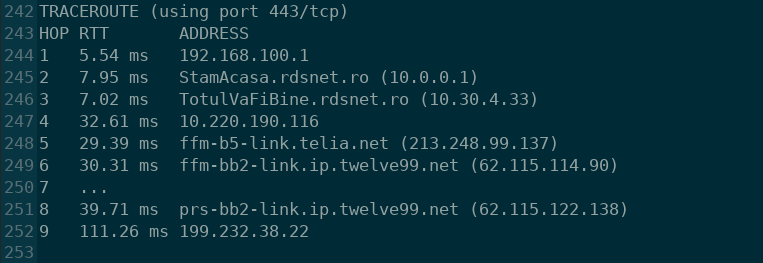 242 TRACEROUTE (using port 443/tcp)
243 HOP RTT       ADDRESS
244 1   5.54 ms   192.168.100.1
245 2   7.95 ms   StamAcasa.rdsnet.ro (10.0.0.1)
246 3   7.02 ms   TotulVaFiBine.rdsnet.ro (10.30.4.33)
247 4   32.61 ms  10.220.190.116
248 5   29.39 ms  ffm-b5-link.telia.net (213.248.99.137)
249 6   30.31 ms  ffm-bb2-link.ip.twelve99.net (62.115.114.90)
250 7   ...
251 8   39.71 ms  prs-bb2-link.ip.twelve99.net (62.115.122.138)
252 9   111.26 ms 199.232.38.22
253